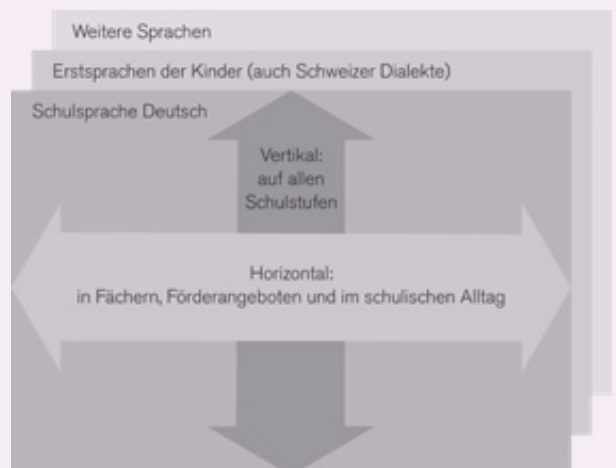 Weitere Sprachen
Erstsprachen der Kinder (auch Schweizer Dialekte)
Schulsprache Deutsch
Vertikal:
auf allen
Schulstufen
Horizontal:
in Fächern, Förderangeboten und im schulischen Alltag